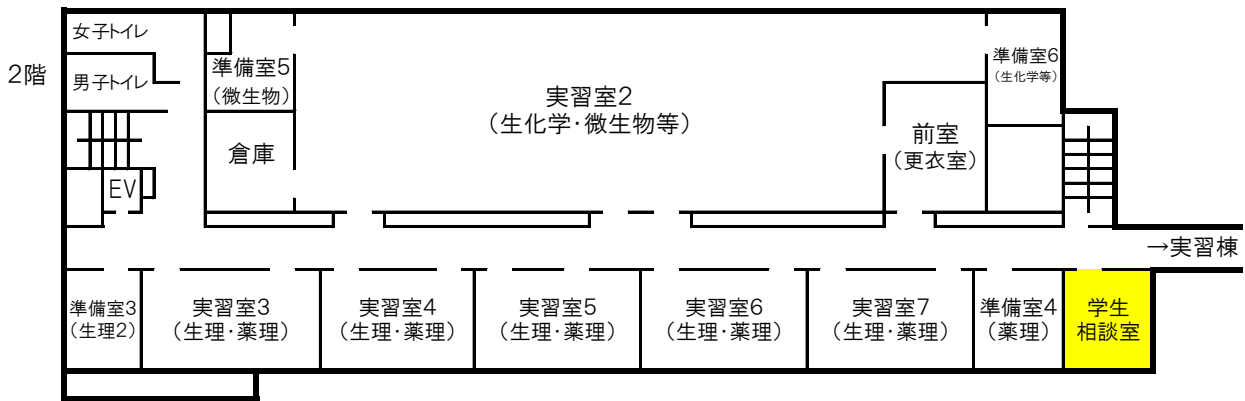 2階
女子トイレ
男子トイレ
準備室5
(微生物)
倉庫
EV
実習室2
(生化学・微生物等)
前室
(更衣室)
準備室6
(生化学等)
→実習棟
準備室3
(生理2)
実習室3
(生理・薬理)
実習室4
(生理・薬理)
実習室5
(生理・薬理)
実習室6
(生理・薬理)
実習室7
(生理・薬理)
準備室4
(薬理)
学生
相談室